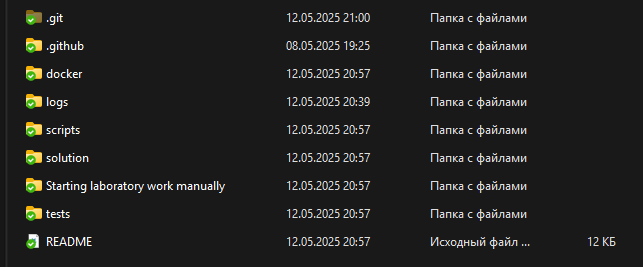 .git 12.05.2025 21:00 Папка с файлами
.github 08.05.2025 19:25 Папка с файлами
docker 12.05.2025 20:57 Папка с файлами
logs 12.05.2025 20:39 Папка с файлами
scripts 12.05.2025 20:57 Папка с файлами
solution 12.05.2025 20:57 Папка с файлами
Starting laboratory work manually 12.05.2025 20:57 Папка с файлами
tests 12.05.2025 20:57 Папка с файлами
README 12.05.2025 20:57 Исходный файл ... 12 КБ